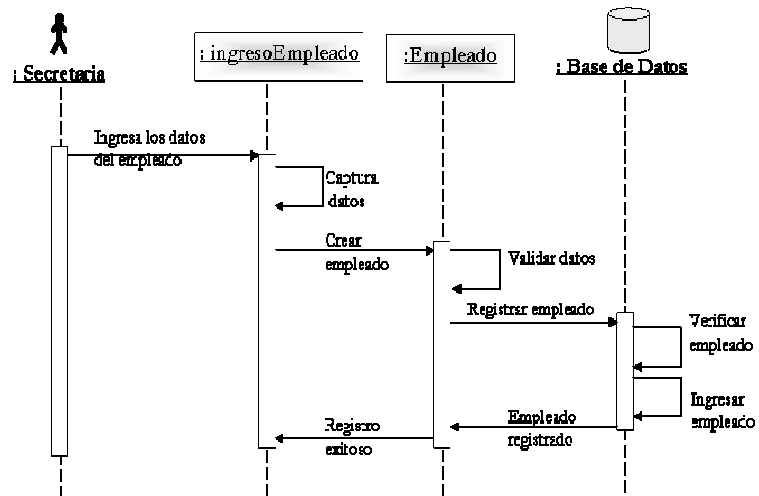 : Secretaria
: ingresoEmpleado
:Empleado
: Base de Datos
Ingresa los datos
del empleado
Captura
datos
Crear
empleado
Validar datos
Registrar empleado
Verificar
empleado
Ingresar
empleado
Empleado
registrado
Registro
exitoso